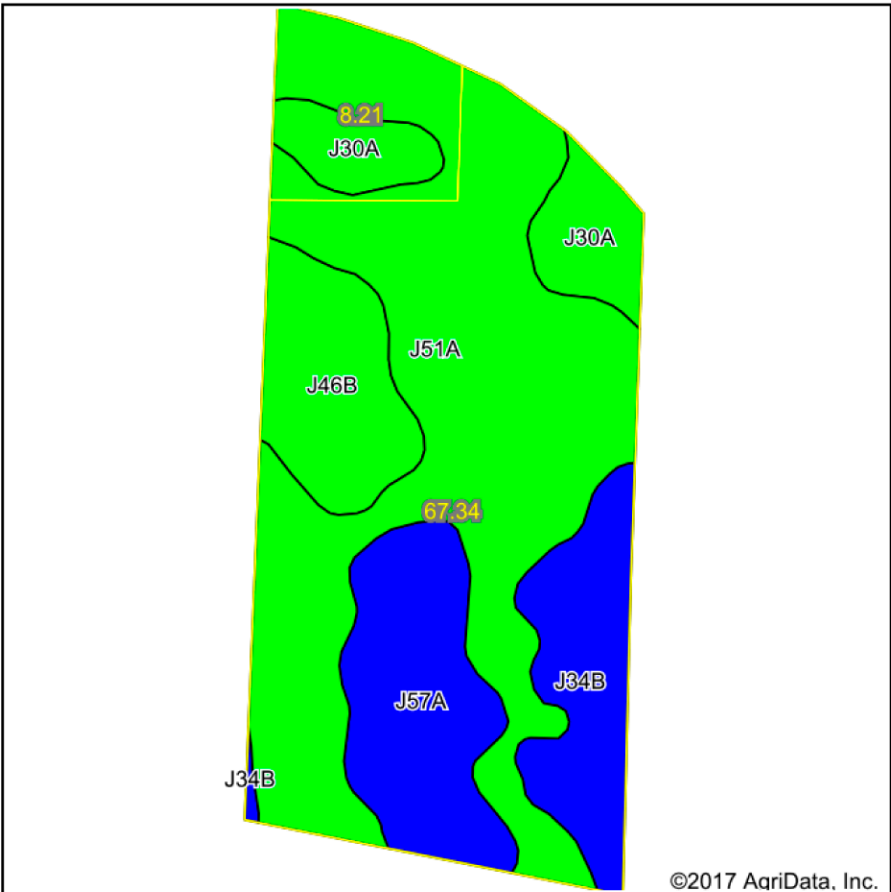 8.21
J30A
J30A
J51A
J46B
67.34
J34B
J57A
J34B
©2017 AgriData, Inc.